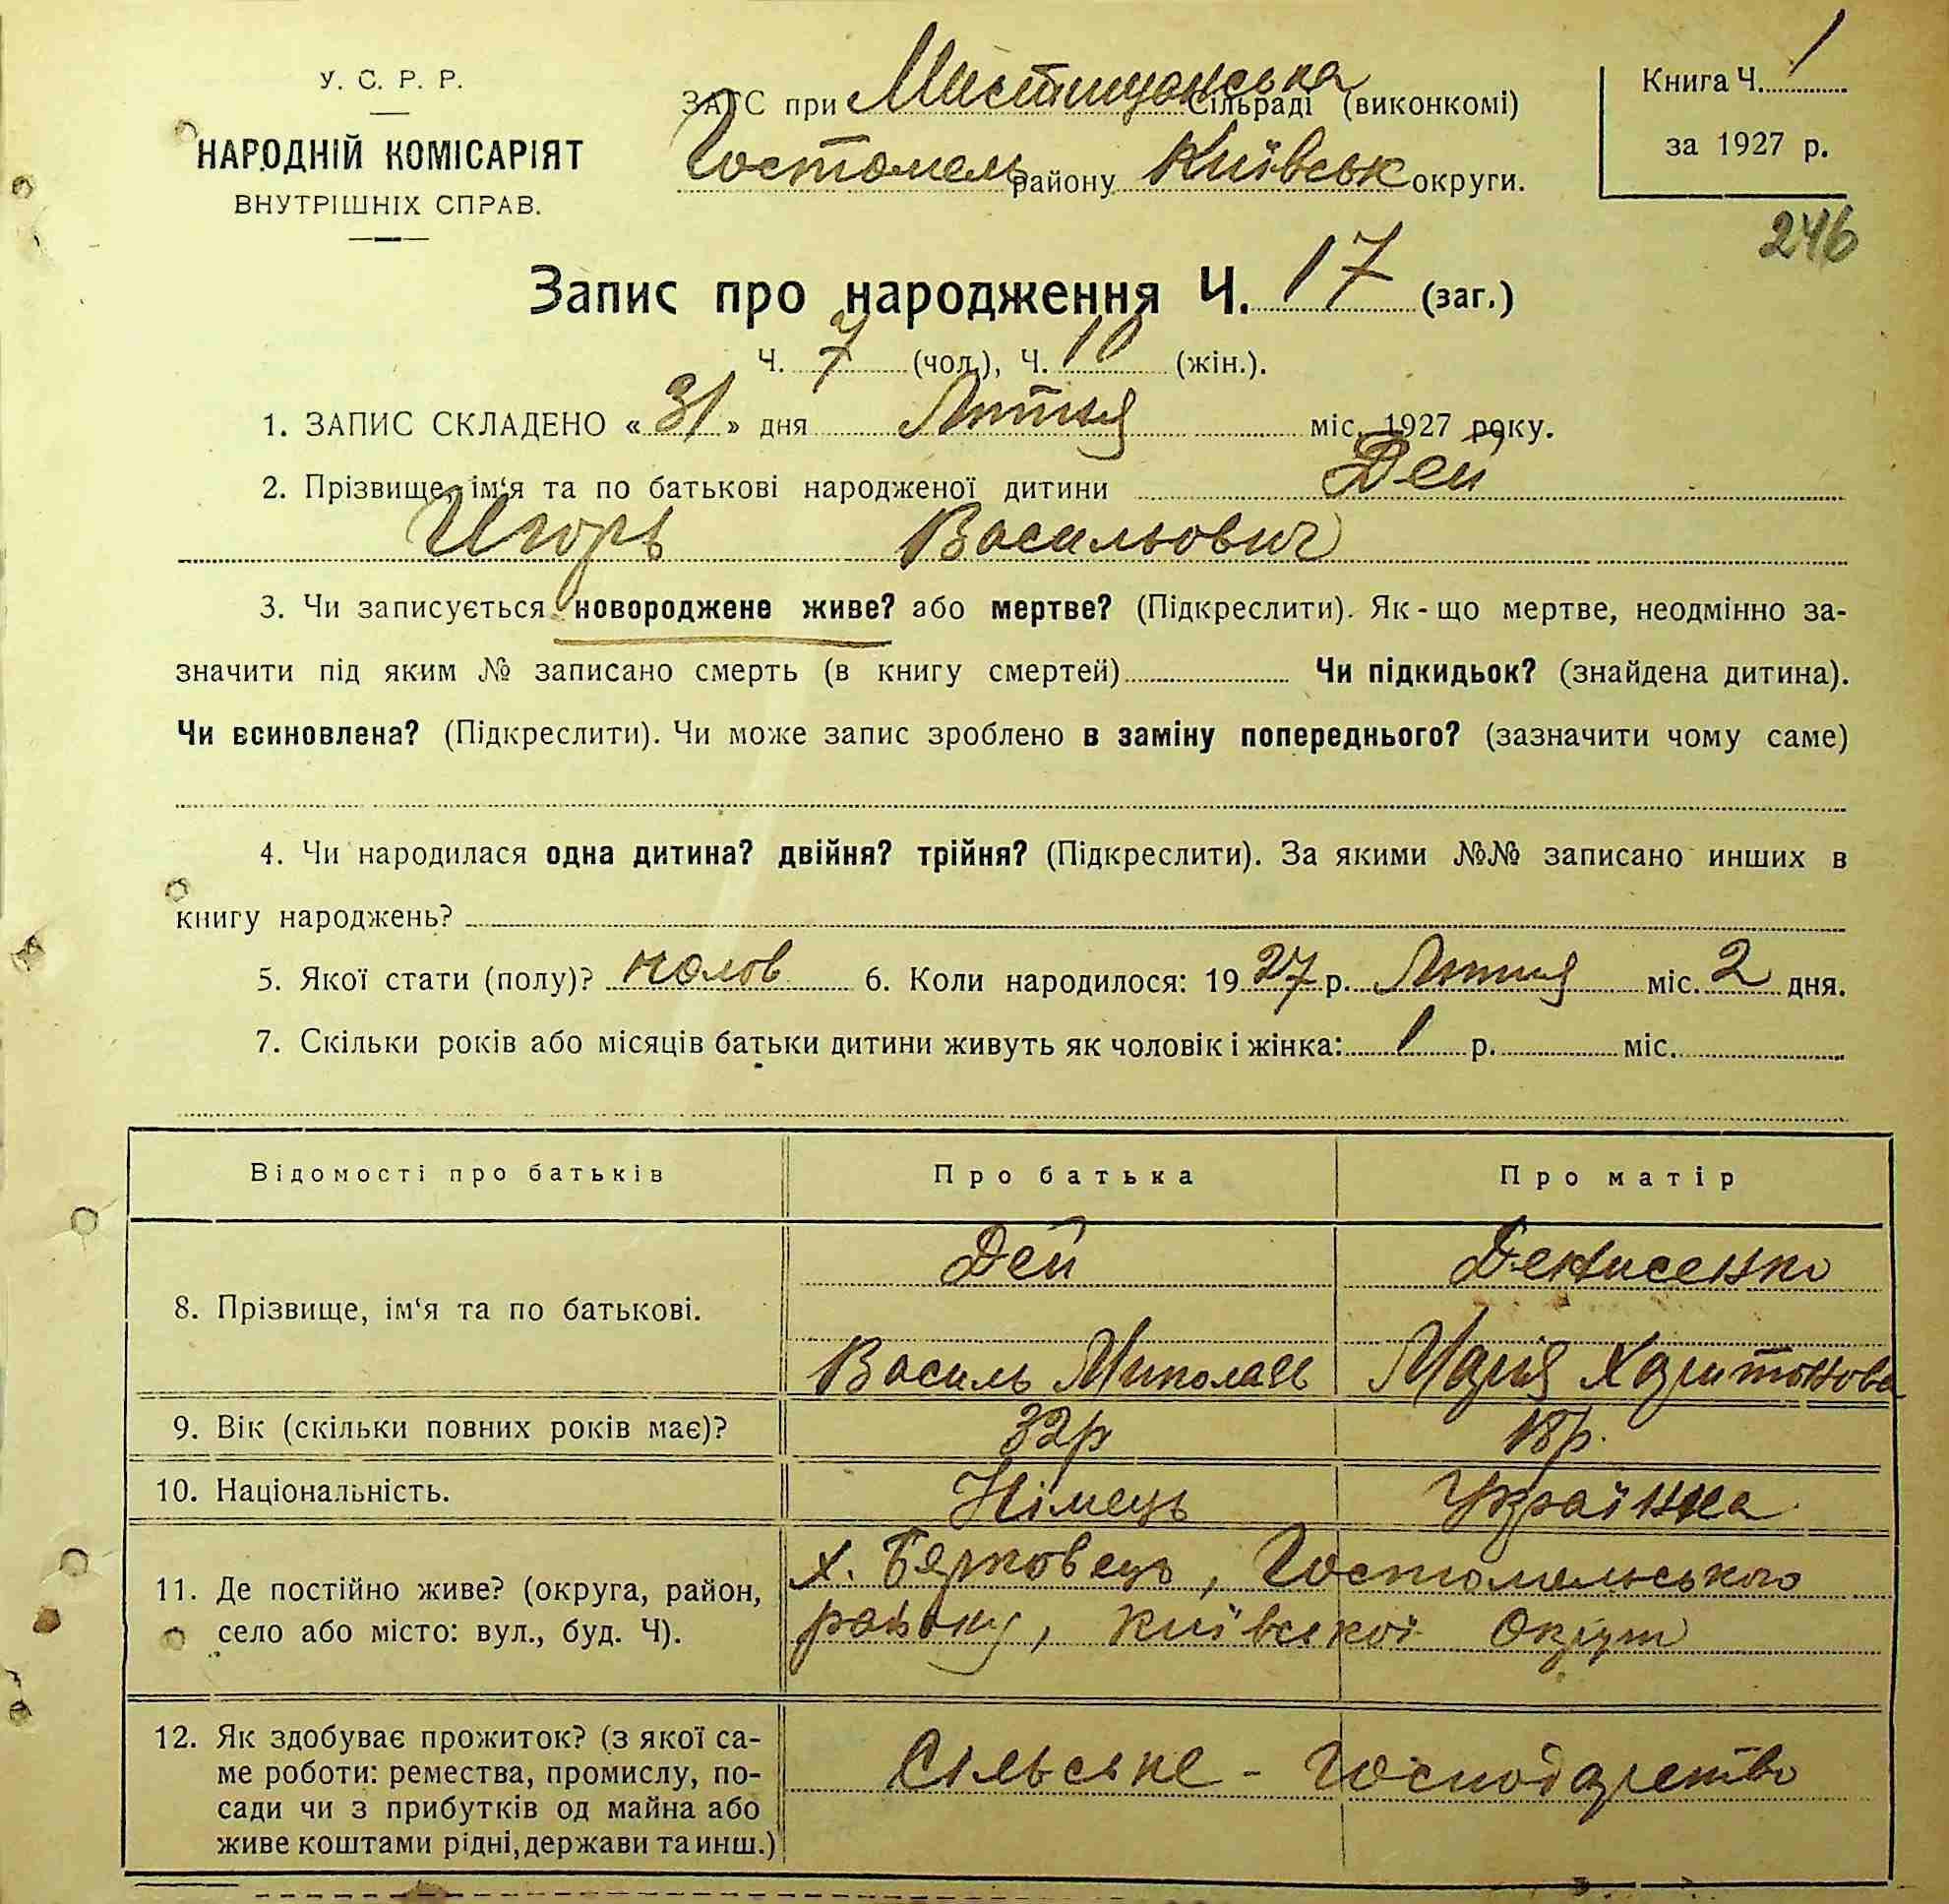 У. С. Р. Р.
НАРОДНІЙ КОМІСАРІЯТ
ВНУТРІШНІХ СПРАВ.
ЗАГС при Мистицонська Сільраді (виконкомі)
Гостомель району Київськ округи.
Книга Ч. 1
за 1927 р.
246
Запис про народження Ч. 17 (заг.)
Ч. 7 (чол.), Ч. 10 (жін.).
1. ЗАПИС СКЛАДЕНО «31» дня Липня міс. 1927 року.
2. Прізвище, ім‘я та по батькові народженої дитини Дей
Игорь Васильович
3. Чи записується новороджене живе? або мертве? (Підкреслити). Як-що мертве, неодмінно за-
значити під яким № записано смерть (в книгу смертей) Чи підкидьок? (знайдена дитина).
Чи всиновлена? (Підкреслити). Чи може запис зроблено в заміну попереднього? (зазначити чому саме)
4. Чи народилася одна дитина? двійня? трійня? (Підкреслити). За якими №№ записано инших в
книгу народжень?
5. Якої стати (полу)? чолов 6. Коли народилося: 1927 р. Липня міс. 2 дня.
7. Скільки років або місяців батьки дитини живуть як чоловік і жінка: 1 р. міс.
Відомості про батьків Про батька Про матір
8. Прізвище, ім‘я та по батькові.
Дей Денисенко
Василь Миколаєв Марія Харитонова
9. Вік (скільки повних років має)? 32р 18р.
10. Національність. Німець Українка
11. Де постійно живе? (округа, район,
село або місто: вул., буд. Ч).
х. Берковець, Гостомельського
району, Київської Округи
12. Як здобуває прожиток? (з якої са-
ме роботи: ремества, промислу, по-
сади чи з прибутків од майна або
живе коштами рідні, держави та инш.)
Сільське - Господарство